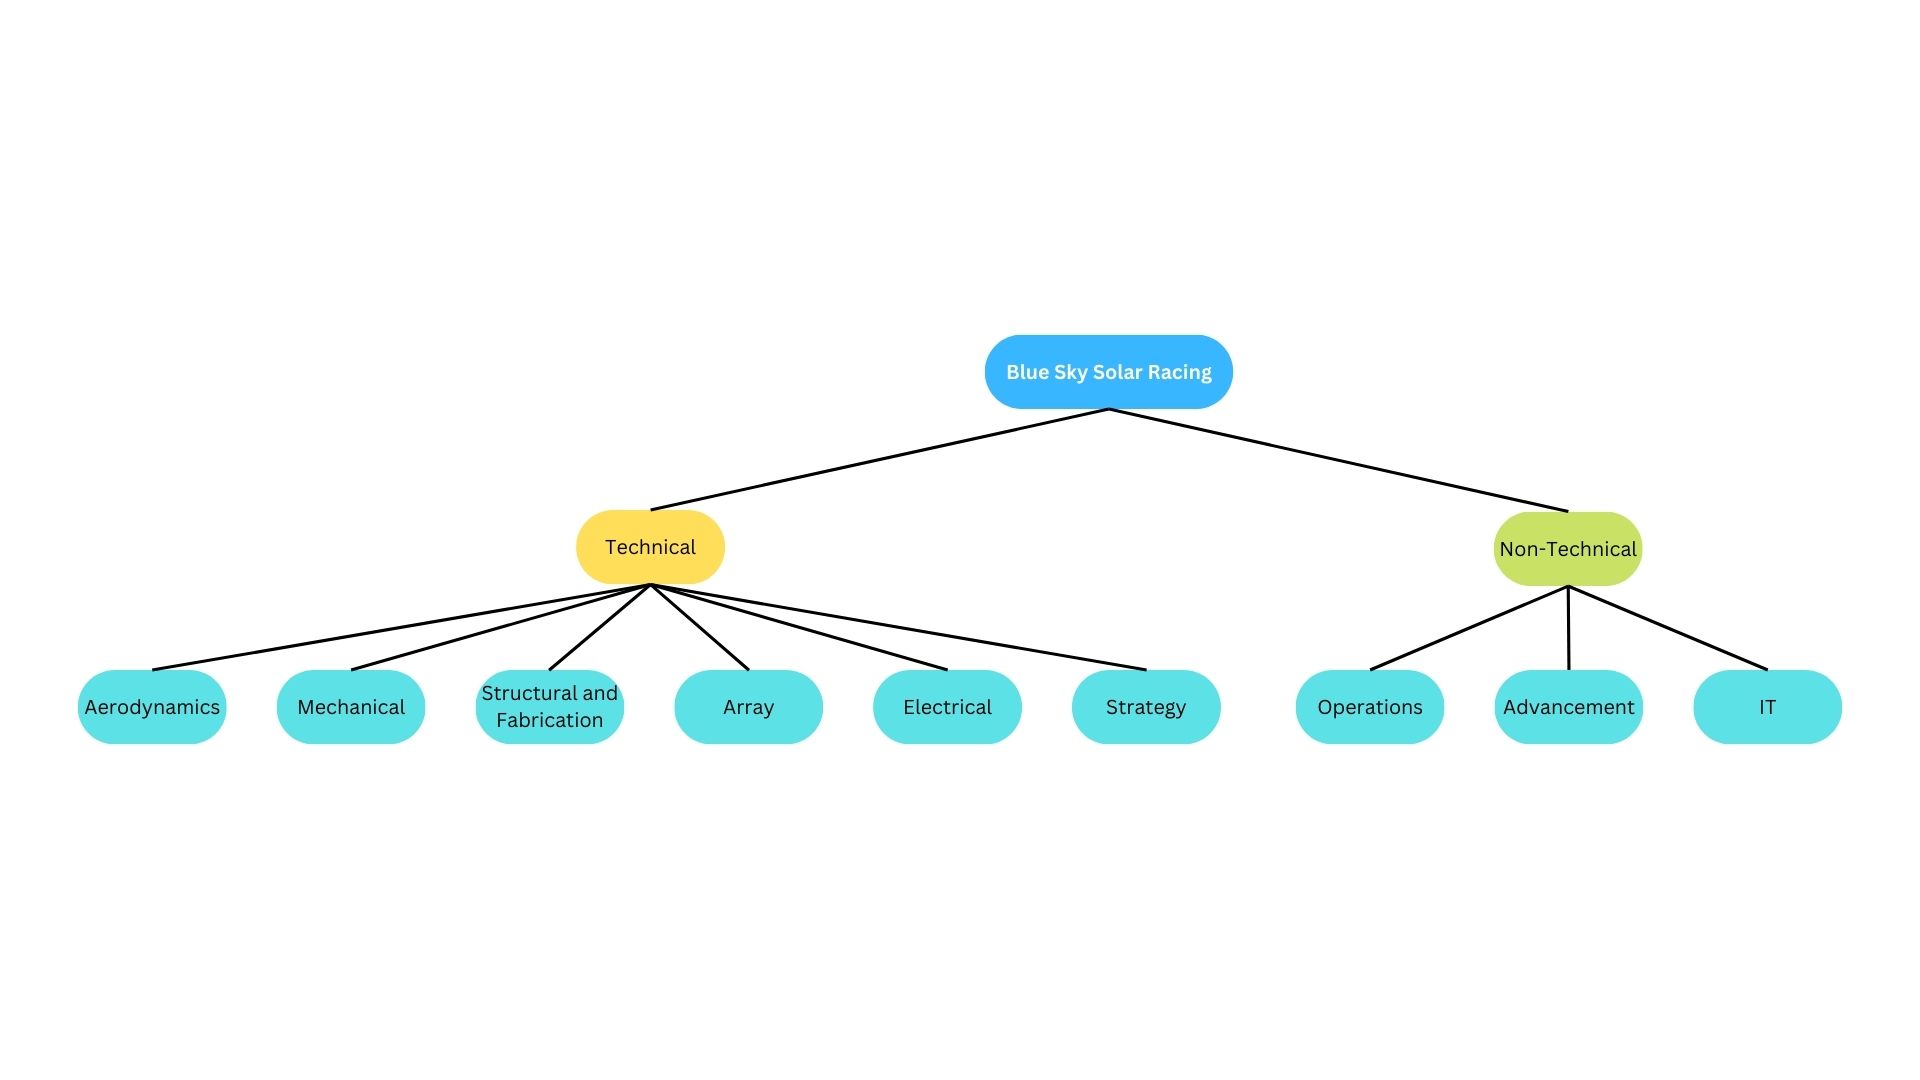 Blue Sky Solar Racing
Technical
Non-Technical
Aerodynamics
Mechanical
Structural and
Fabrication
Array
Electrical
Strategy
Operations
Advancement
IT